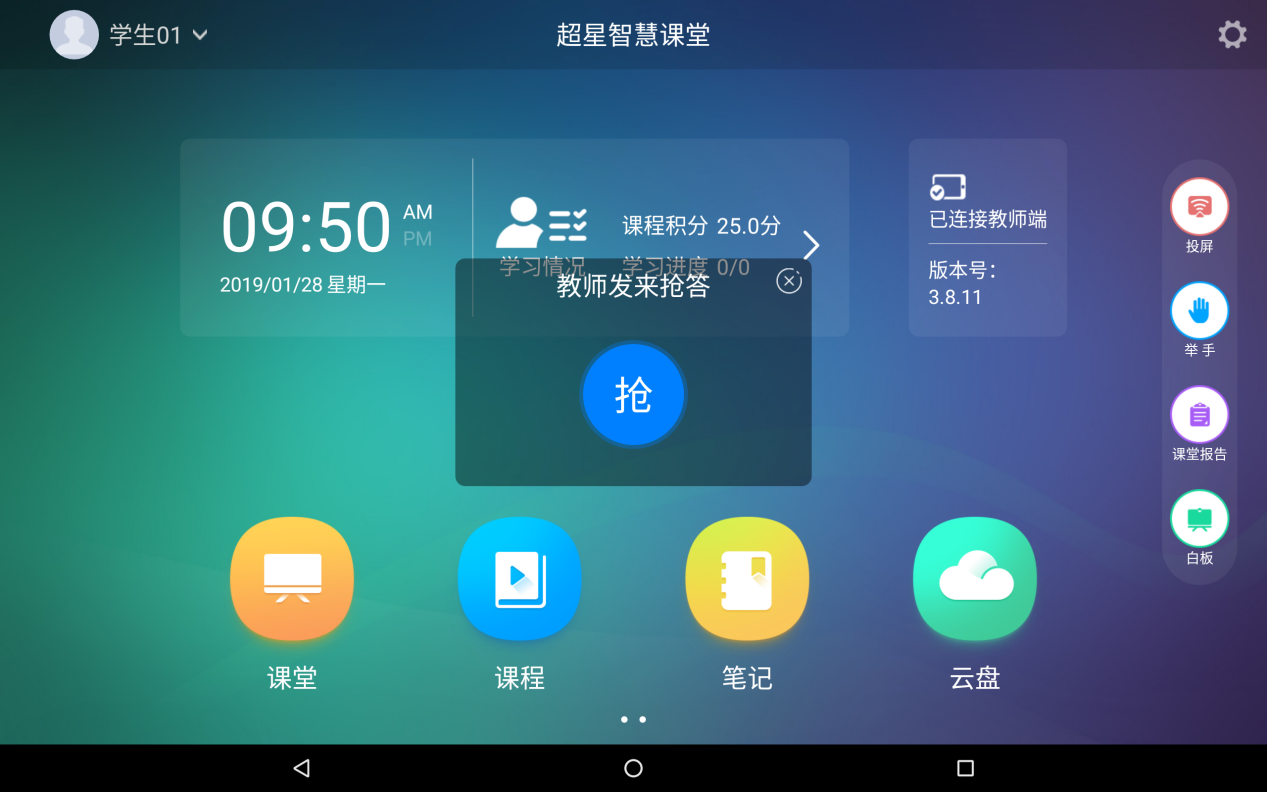 学生01
超星智慧课堂
09:50
AM
PM
2019/01/28 星期一
学习情况
课程积分 25.0分
学习进度 0/0
已连接教师端
版本号：
3.8.11
教师发来抢答
抢
投屏
举手
课堂报告
白板
课堂
课程
笔记
云盘